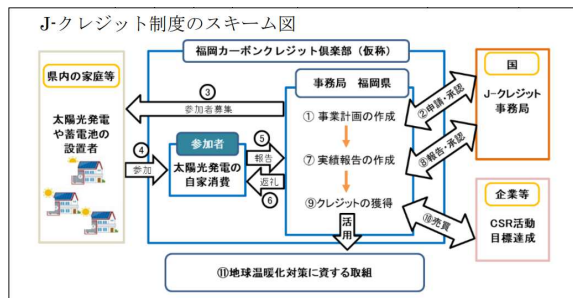 J-クレジット制度のスキーム図
福岡カーボンクレジット倶楽部（仮称）
県内の家庭等
太陽光発電
や蓄電池の
設置者
③
参加者募集
④
参加
参加者
太陽光発電の
自家消費
⑤
報告
返礼
⑥
事務局　福岡県
① 事業計画の作成
⑦ 実績報告の作成
⑨クレジットの獲得
活用
②申請・承認
⑧報告・承認
⑩売買
国
J-クレジット
事務局
企業等
CSR活動
目標達成
⑪地球温暖化対策に資する取組